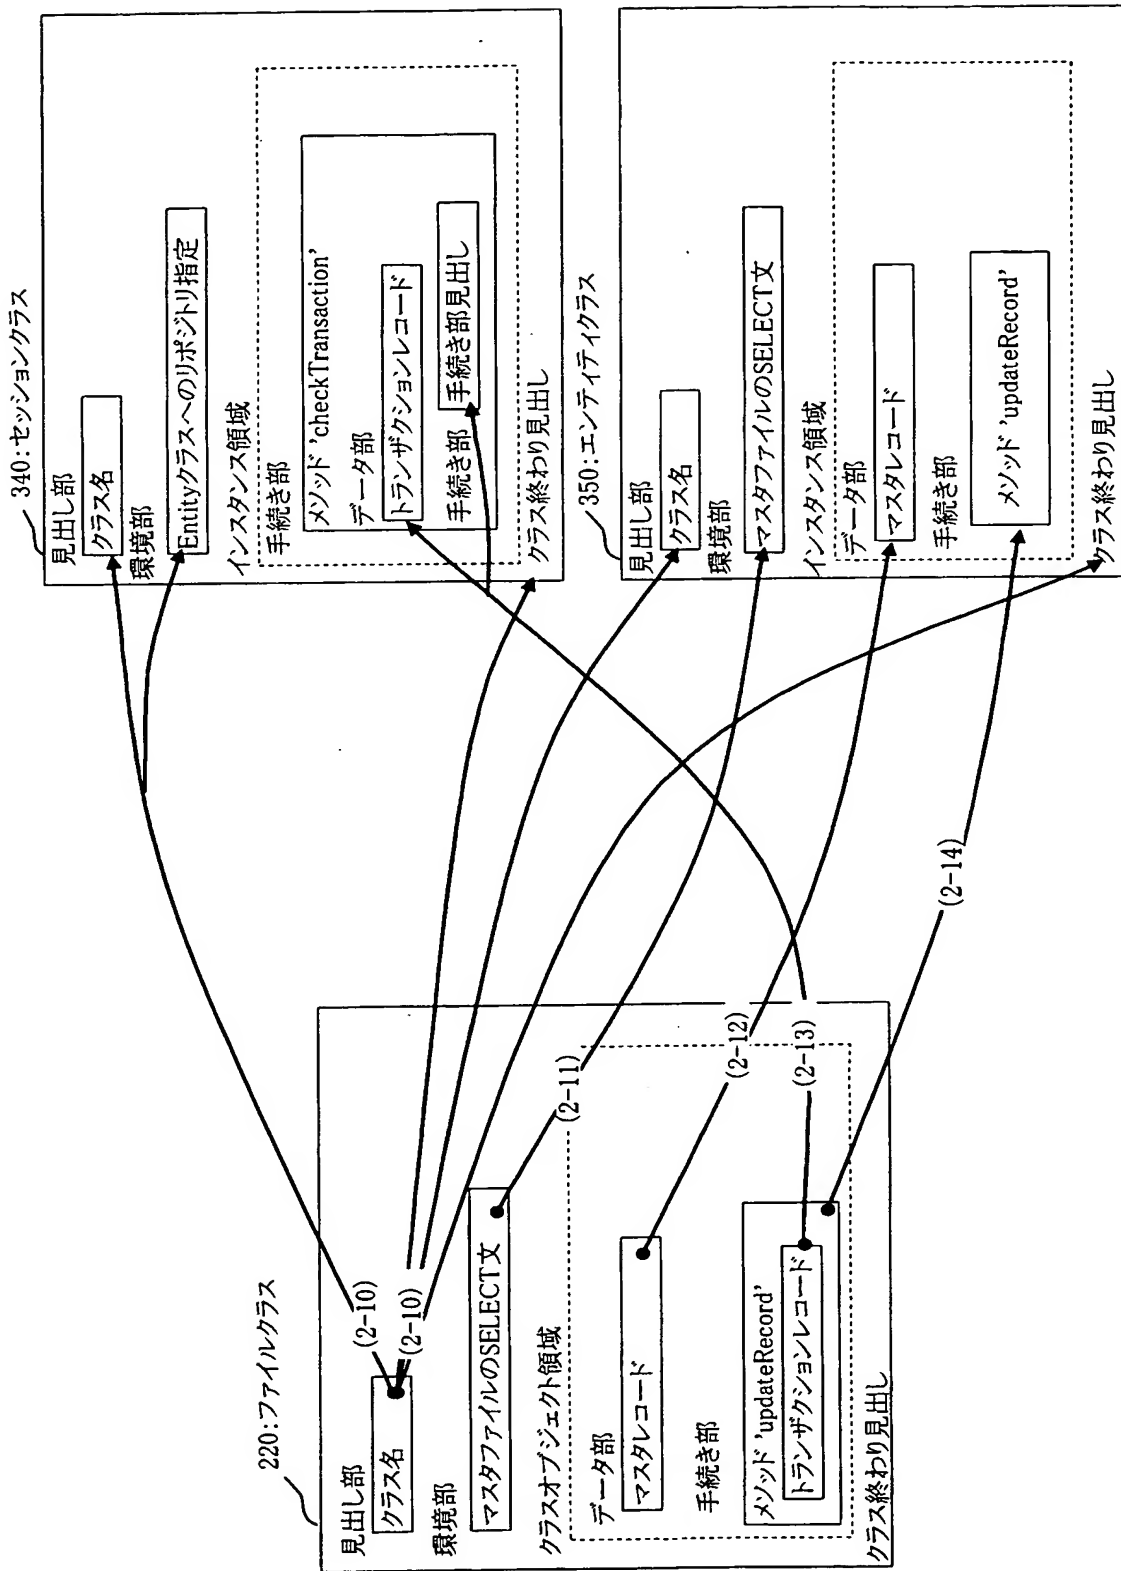 220:ファイルクラス
見出し部
クラス名
環境部
マスタファイルのSELECT文
クラスオブジェクト領域
データ部
マスタレコード
手続き部
メソッド 'updateRecord'
トランザクションレコード
クラス終わり見出し
(2-10)
(2-10)
(2-11)
(2-12)
(2-13)
(2-14)
340:セッションクラス
見出し部
クラス名
環境部
Entityクラスへのリポジトリ指定
インスタンス領域
手続き部
メソッド 'checkTransaction'
データ部
トランザクションレコード
手続き部
手続き部見出し
クラス終わり見出し
350:エンティティクラス
見出し部
クラス名
環境部
マスタファイルのSELECT文
インスタンス領域
データ部
マスタレコード
手続き部
メソッド 'updateRecord'
クラス終わり見出し